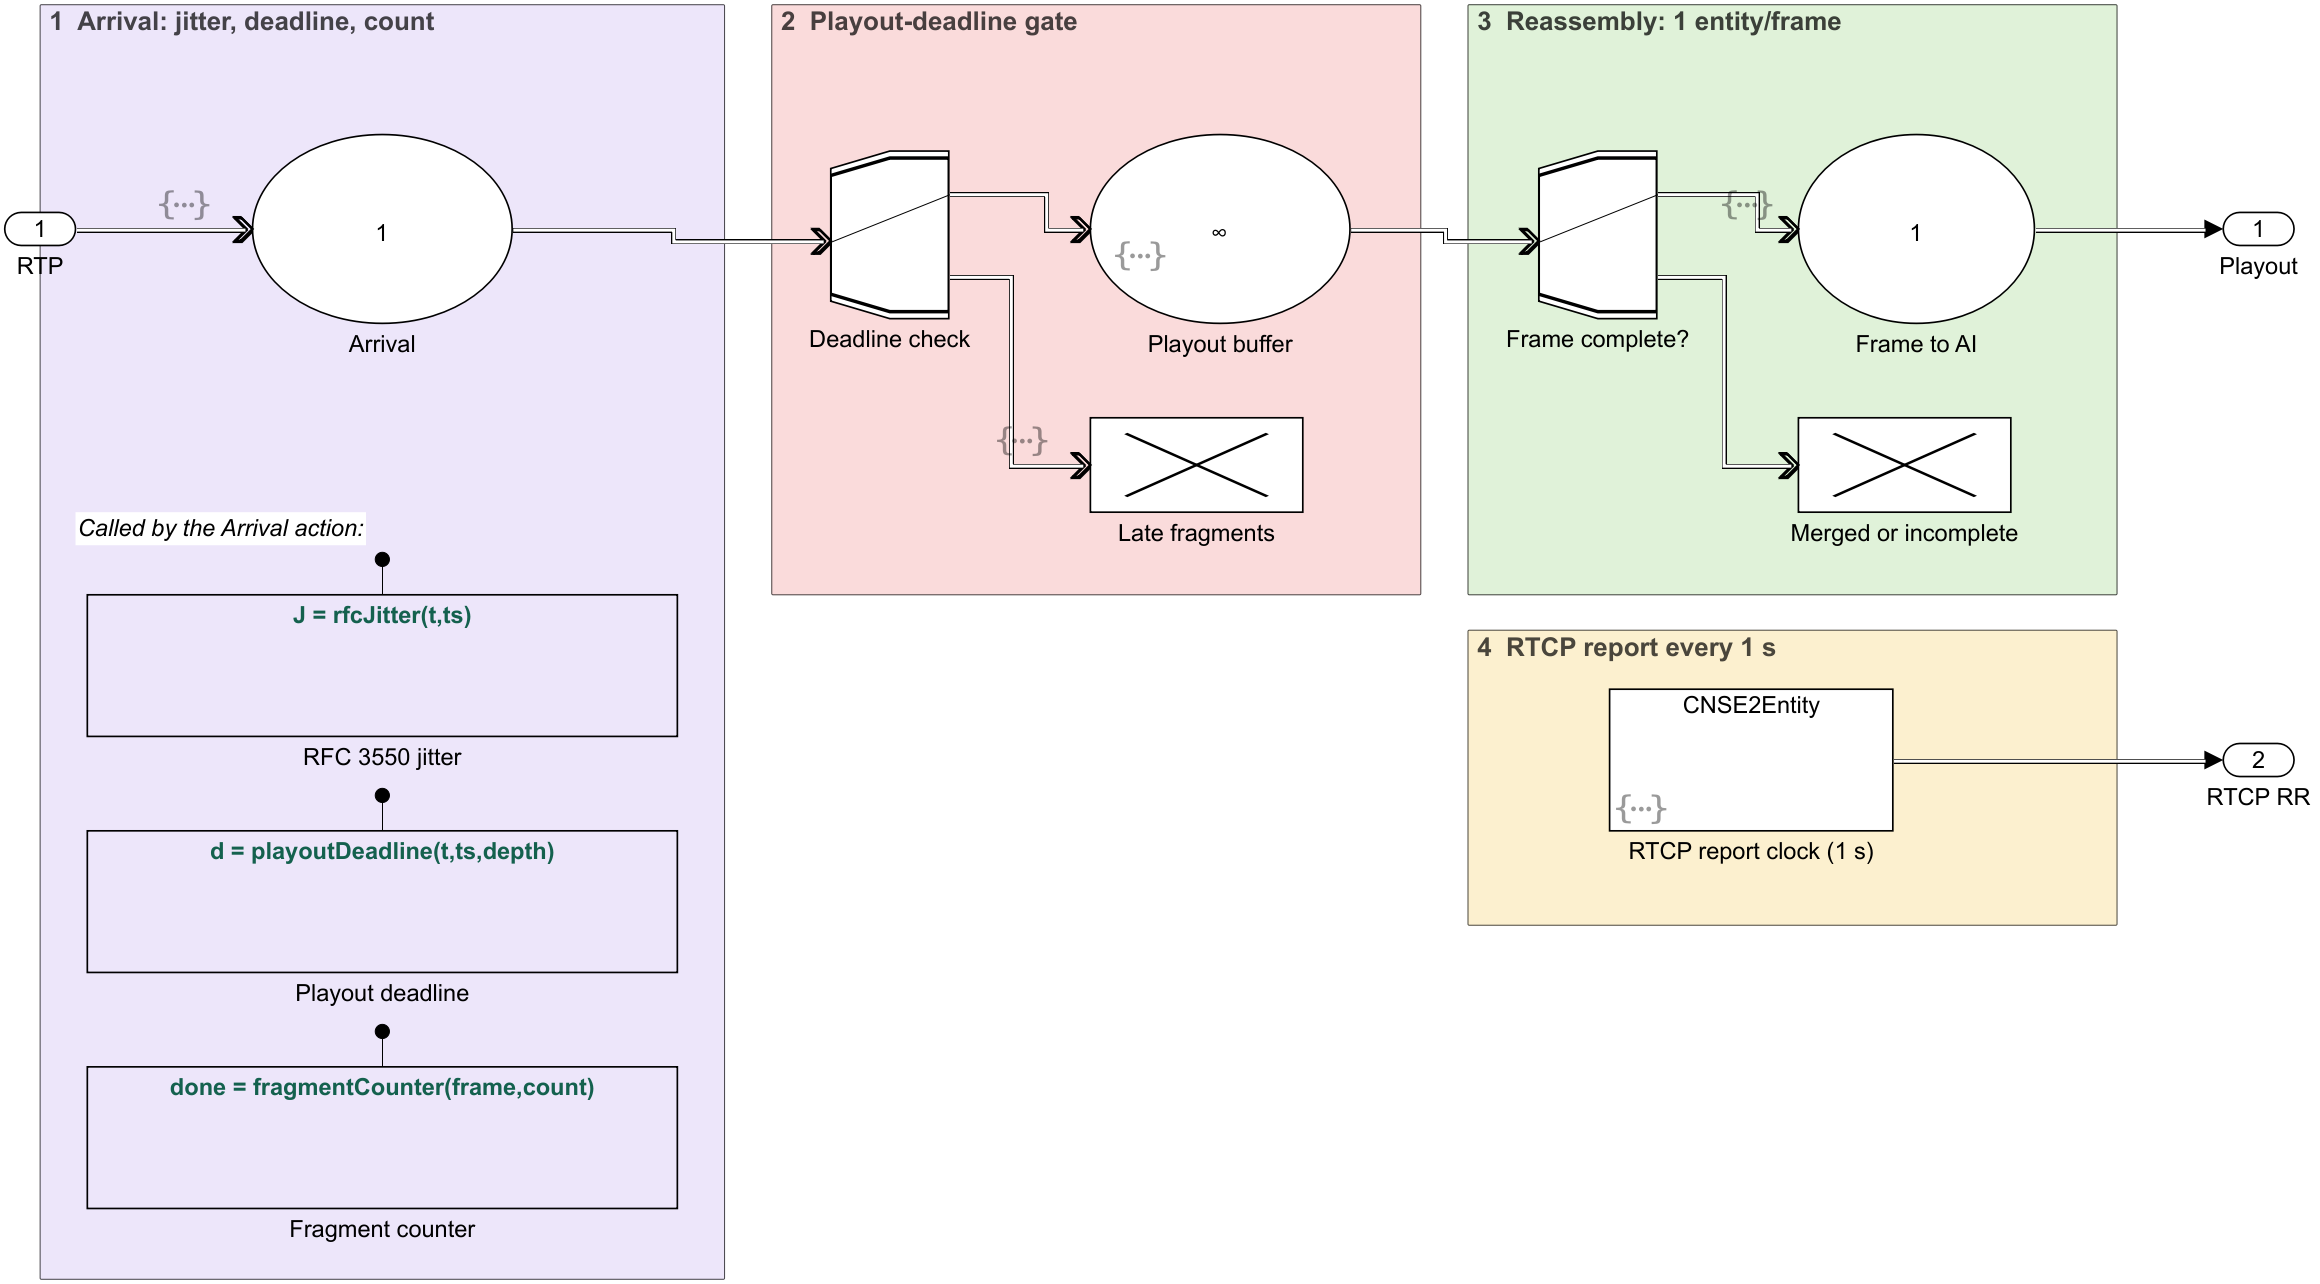 1 Arrival: jitter, deadline, count
{···}
1
RTP
1
Arrival
Called by the Arrival action:
J = rfcJitter(t,ts)
RFC 3550 jitter
d = playoutDeadline(t,ts,depth)
Playout deadline
done = fragmentCounter(frame,count)
Fragment counter
2 Playout-deadline gate
Deadline check
∞
{···}
Playout buffer
{···}
Late fragments
3 Reassembly: 1 entity/frame
Frame complete?
{···}
1
Frame to AI
Merged or incomplete
1
Playout
4 RTCP report every 1 s
CNSE2Entity
{···}
RTCP report clock (1 s)
2
RTCP RR